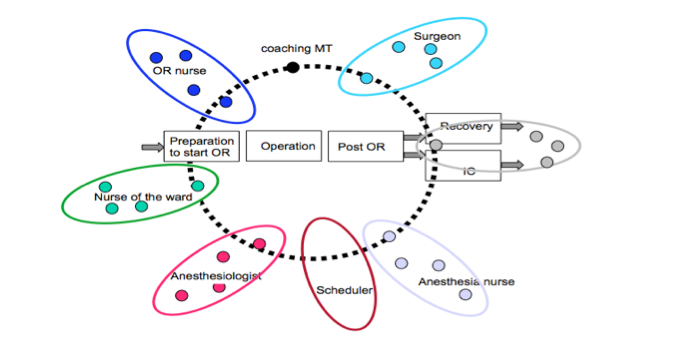 coaching MT
Surgeon
OR nurse
Preparation
to start OR
Operation
Post OR
Recovery
IC
Nurse of the ward
Anesthesiologist
Scheduler
Anesthesia nurse